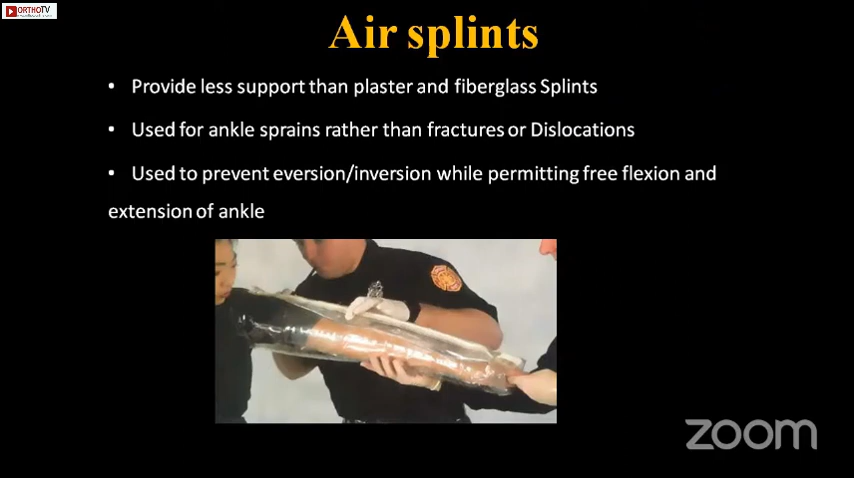 ORTHOTV
Air splints
• Provide less support than plaster and fiberglass Splints
• Used for ankle sprains rather than fractures or Dislocations
• Used to prevent eversion/inversion while permitting free flexion and
extension of ankle
zoom